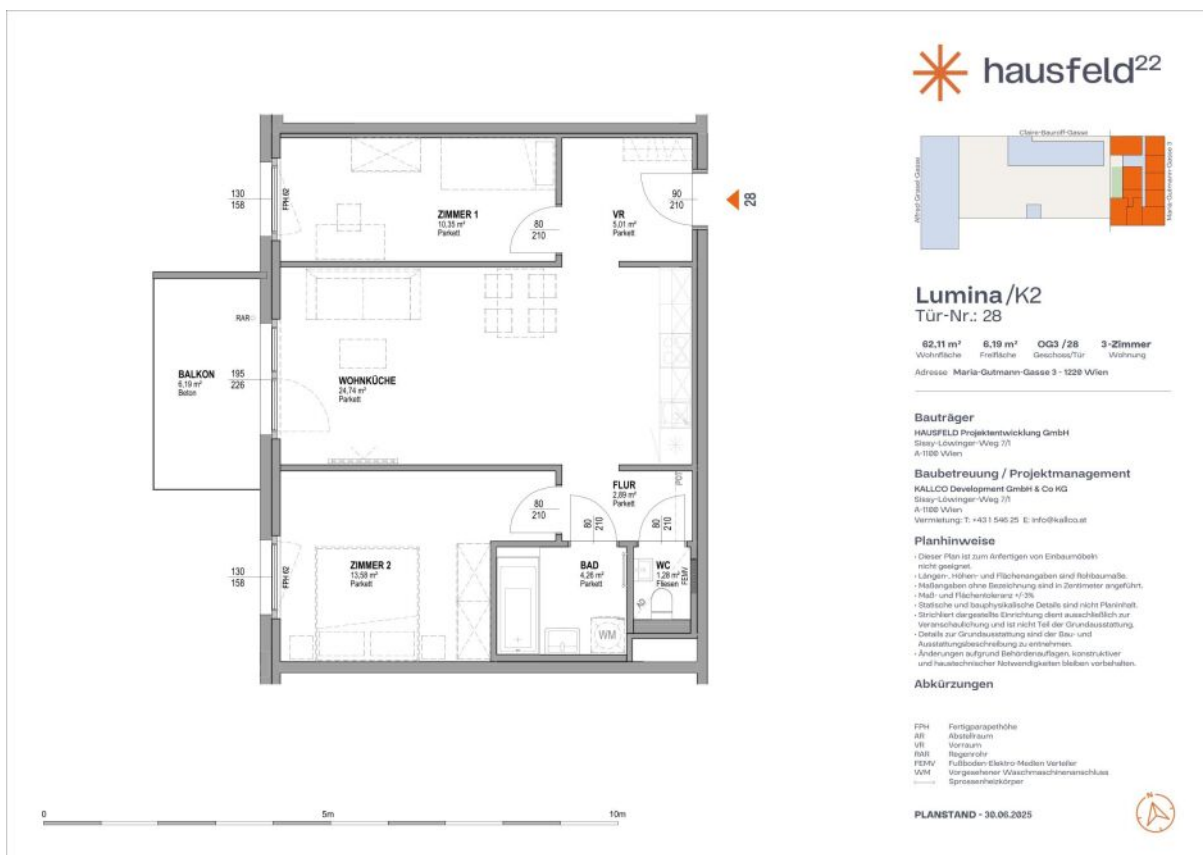 hausfeld22
Claire-Bauroff-Gasse
Alfred-Grosel-Gasse
Maria-Gutmann-Gasse 3
Lumina/K2
Tür-Nr.: 28
62,11 m² 6,19 m² OG3 /28 3-Zimmer
Wohnfläche Freifläche Geschoss/Tür Wohnung
Adresse Maria-Gutmann-Gasse 3 - 1220 Wien
Bauträger
HAUSFELD Projektentwicklung GmbH
Sissy-Löwinger-Weg 7/1
A-1100 Wien
Baubetreuung / Projektmanagement
KALLCO Development GmbH & Co KG
Sissy-Löwinger-Weg 7/1
A-1100 Wien
Vermietung: T: +43 1 546 25 E: info@kallco.at
Planhinweise
- Dieser Plan ist zum Anfertigen von Einbaumöbeln
nicht geeignet.
- Längen-, Höhen- und Flächenangaben sind Rohbaumaße.
- Maßangaben ohne Bezeichnung sind in Zentimeter angeführt.
- Maß- und Flächentoleranz +/-3%
- Statische und bauphysikalische Details sind nicht Planinhalt.
- Strichliert dargestellte Einrichtung dient ausschließlich zur
Veranschaulichung und ist nicht Teil der Grundausstattung.
- Details zur Grundausstattung sind der Bau- und
Ausstattungsbeschreibung zu entnehmen.
- Änderungen aufgrund Behördenauflagen, konstruktiver
und haustechnischer Notwendigkeiten bleiben vorbehalten.
Abkürzungen
FPH Fertigparapethöhe
AR Abstellraum
VR Vorraum
RAR Regenrohr
FEMV Fußboden-Elektro-Medien Verteiler
WM Vorgesehener Waschmaschinenanschluss
Sprossenheizkörper
PLANSTAND - 30.06.2025
N
130
158
FPH 62
ZIMMER 1
10,35 m²
Parkett
80
210
VR
5,01 m²
Parkett
90
210
28
RAR
BALKON
6,19 m²
Beton
195
226
WOHNKÜCHE
24,74 m²
Parkett
FLUR
2,89 m²
Parkett
PDT
80
210
80
210
80
210
130
158
FPH 62
ZIMMER 2
13,58 m²
Parkett
BAD
4,26 m²
Parkett
WC
1,28 m²
Fliesen
FEMV
WM
0 5m 10m